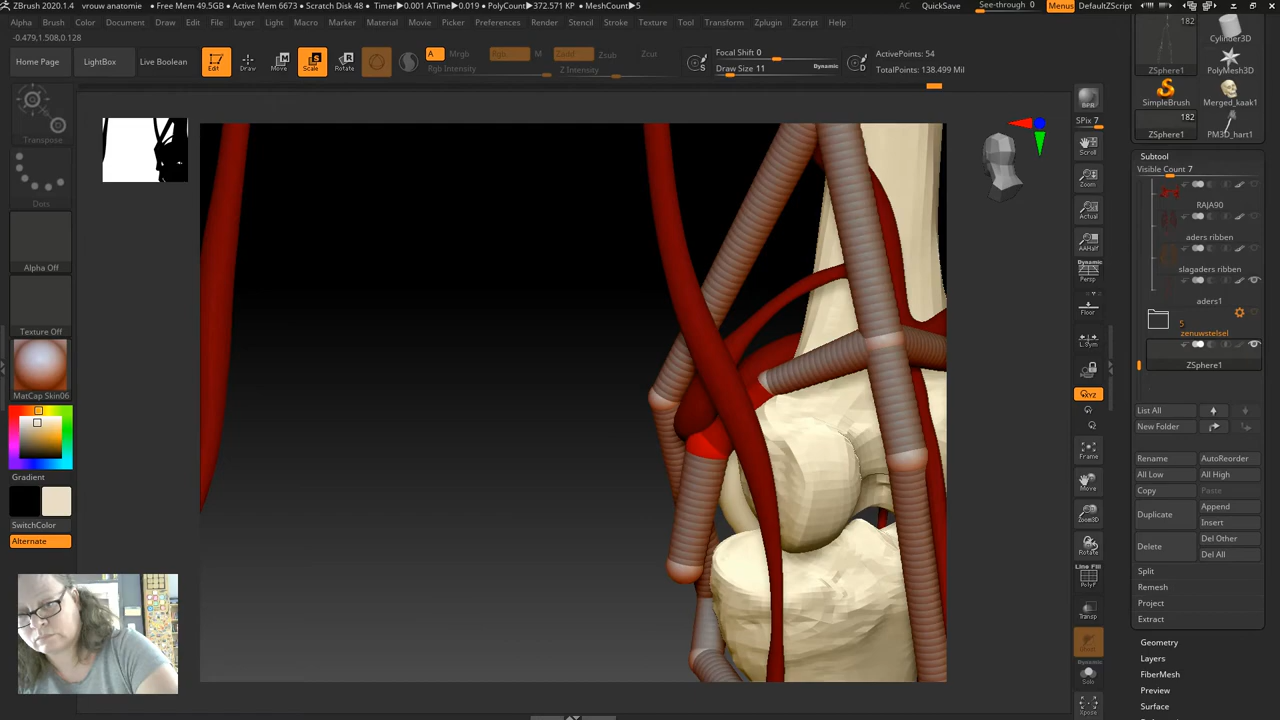 ZBrush 2020.1.4 vrouw anatomie • Free Mem 49.5GB • Active Mem 6673 • Scratch Disk 48 • Timer▶0.001 ATime▶0.019 • PolyCount▶372.571 KP • MeshCount▶5 AC QuickSave See-through 0 Menus DefaultZScript
Alpha Brush Color Document Draw Edit File Layer Light Macro Marker Material Movie Picker Preferences Render Stencil Stroke Texture Tool Transform Zplugin Zscript Help
-0.479,1.508,0.128
Home Page LightBox Live Boolean Edit Draw Move Scale Rotate A Mrgb Rgb M Zadd Zsub Zcut
Rgb Intensity Z Intensity
Focal Shift 0
Draw Size 11 Dynamic
ActivePoints: 54
TotalPoints: 138.499 Mil
Transpose
Dots
Alpha Off
Texture Off
MatCap Skin06
Gradient
SwitchColor
Alternate
BPR
SPix 7
Scroll
Zoom
Actual
AAHalf
Dynamic
Persp
Floor
L.Sym
XYZ
Frame
Move
Zoom3D
Rotate
Line Fill
PolyF
Transp
Ghost
Dynamic
Solo
Xpose
182
Cylinder3D
ZSphere1 PolyMesh3D
SimpleBrush Merged_kaak1
182
ZSphere1 PM3D_hart1
Subtool
Visible Count 7
RAJA90
aders ribben
slagaders ribben
aders1
5
zenuwstelsel
ZSphere1
List All
New Folder
Rename AutoReorder
All Low All High
Copy Paste
Duplicate Append
Insert
Delete Del Other
Del All
Split
Remesh
Project
Extract
Geometry
Layers
FiberMesh
Preview
Surface